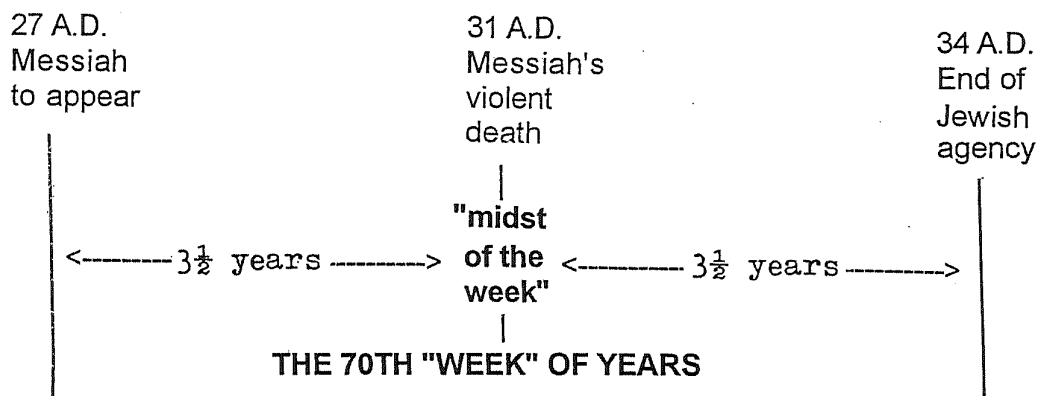 27 A.D.
Messiah
to appear
31 A.D.
Messiah's
violent
death
34 A.D.
End of
Jewish
agency
"midst
of the
week"
<---------3½ years---------->
<---------- 3½ years---------->
THE 70TH "WEEK" OF YEARS